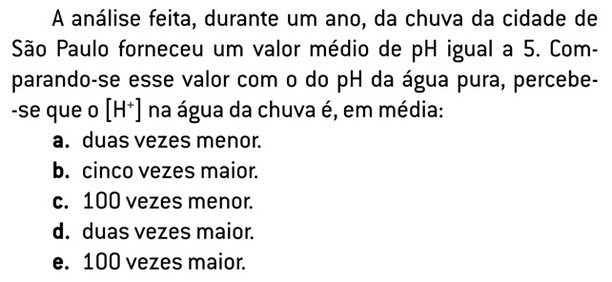 A análise feita, durante um ano, da chuva da cidade de
São Paulo forneceu um valor médio de pH igual a 5. Com-
parando-se esse valor com o do pH da água pura, percebe-
-se que o [H⁺] na água da chuva é, em média:
a. duas vezes menor.
b. cinco vezes maior.
c. 100 vezes menor.
d. duas vezes maior.
e. 100 vezes maior.